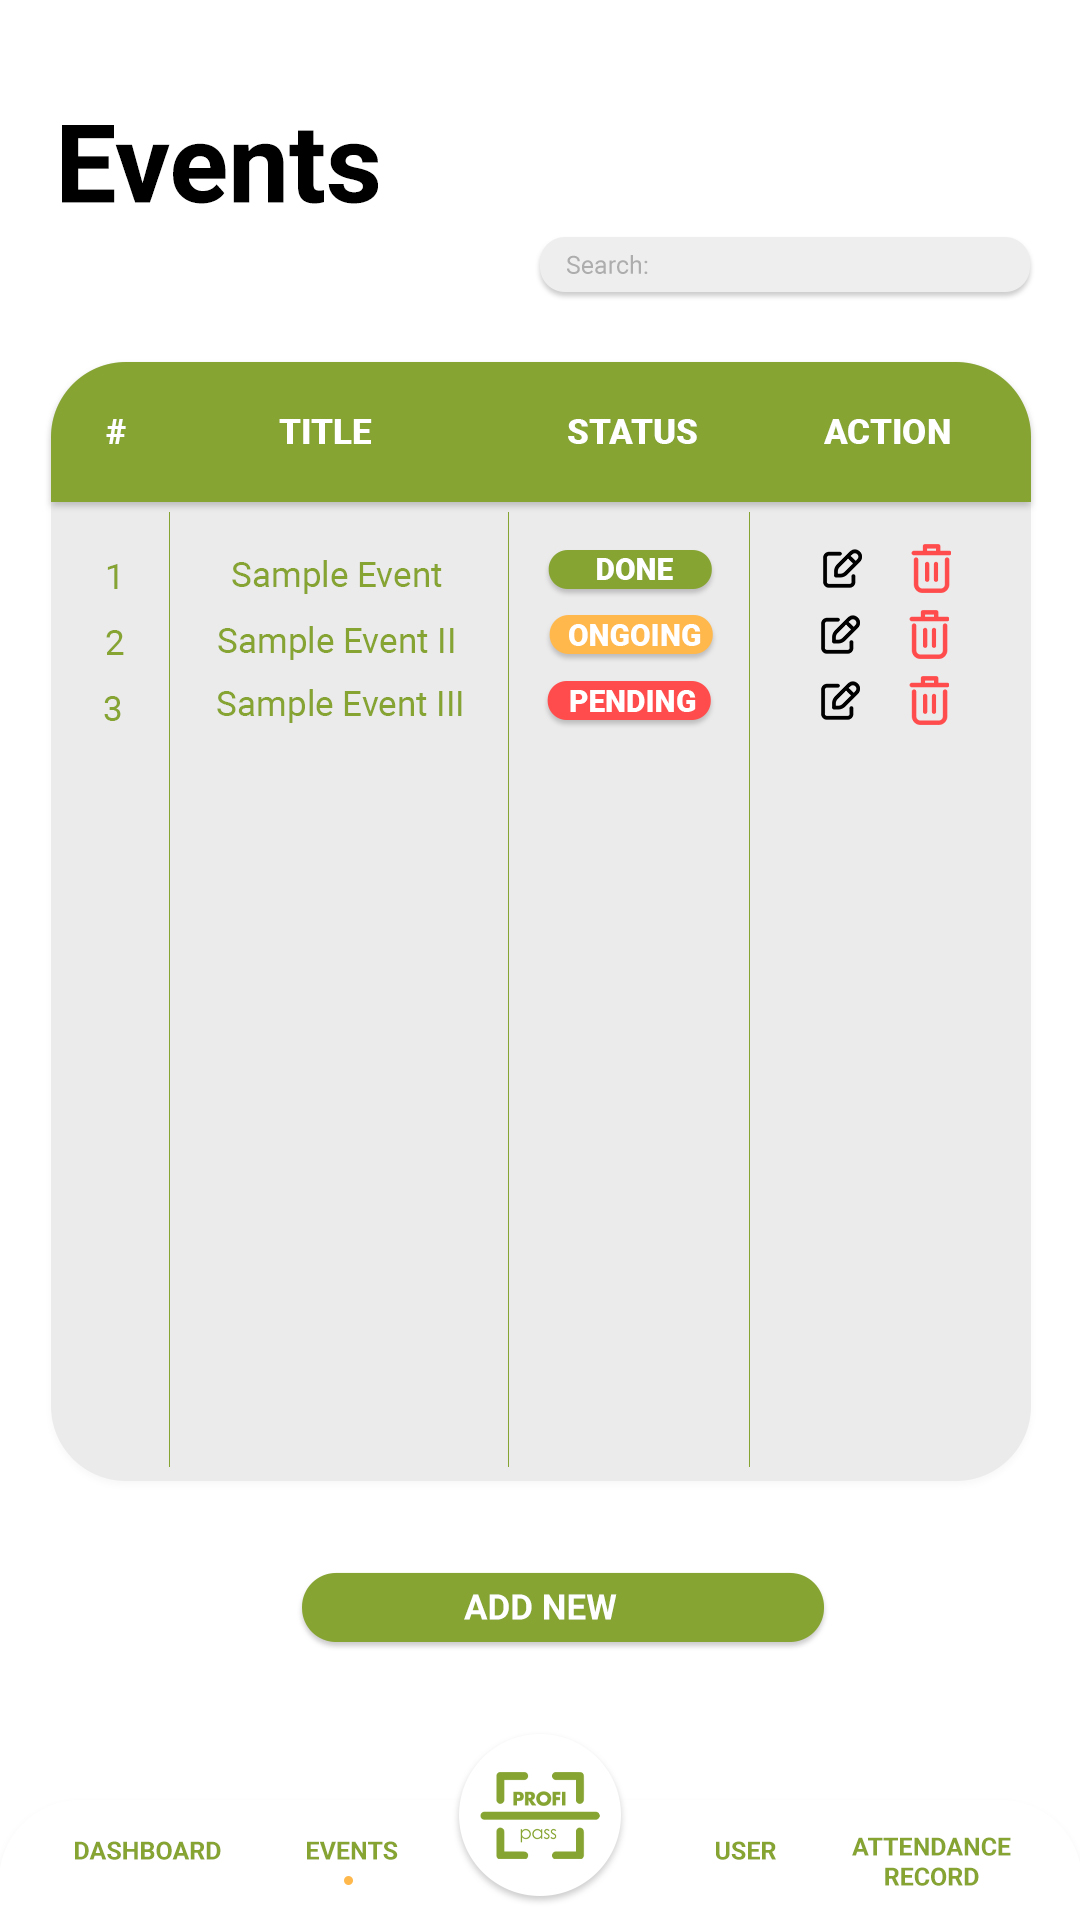 Events
Search:
# TITLE STATUS ACTION
1 Sample Event DONE
2 Sample Event II ONGOING
3 Sample Event III PENDING
ADD NEW
PROFI
pass
DASHBOARD EVENTS USER ATTENDANCE
RECORD